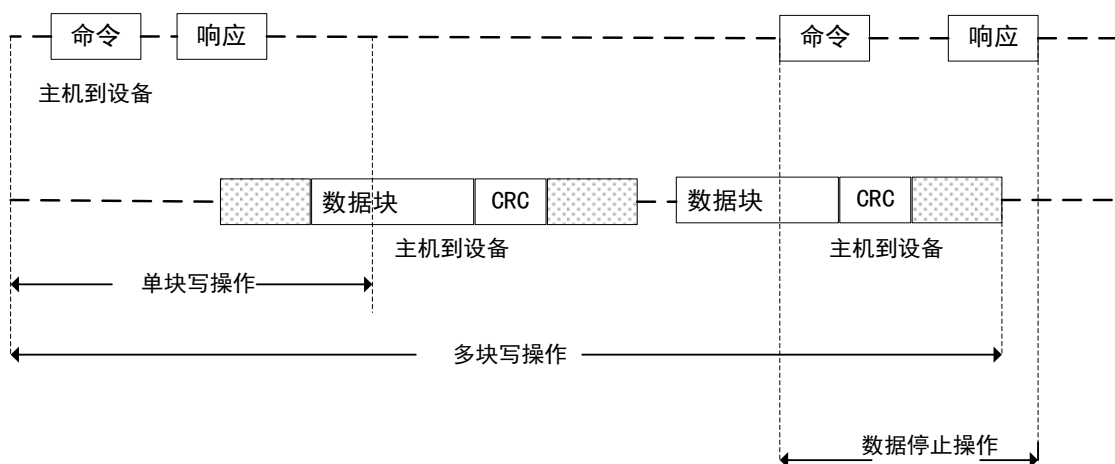 命令 响应 命令 响应
主机到设备
数据块 CRC 数据块 CRC
主机到设备 主机到设备
单块写操作
多块写操作
数据停止操作